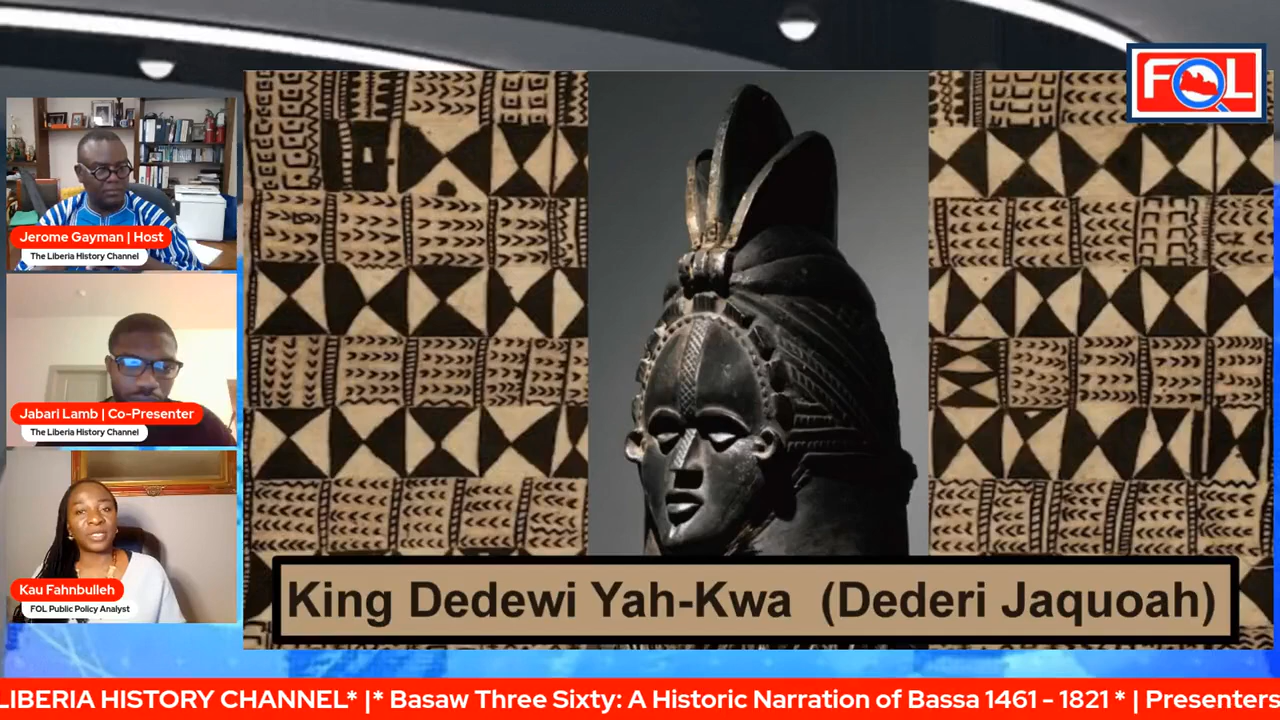 FOL
Jerome Gayman | Host
The Liberia History Channel
Jabari Lamb | Co-Presenter
The Liberia History Channel
Kau Fahnbulleh
FOL Public Policy Analyst
King Dedewi Yah-Kwa (Dederi Jaquoah)
LIBERIA HISTORY CHANNEL* |* Basaw Three Sixty: A Historic Narration of Bassa 1461 - 1821 * | Presenters